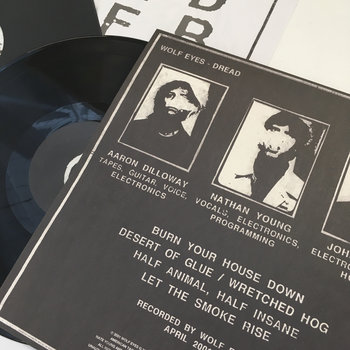 D
E R
WOLF EYES - DREAD
AARON DILLOWAY
TAPES, GUITAR, VOICE,
ELECTRONICS
NATHAN YOUNG
VOCALS, ELECTRONICS,
PROGRAMMING
JOH
ELECTRO
BURN YOUR HOUSE DOWN
DESERT OF GLUE / WRETCHED HOG
HALF ANIMAL, HALF INSANE
LET THE SMOKE RISE
RECORDED BY WOLF E
APRIL 200